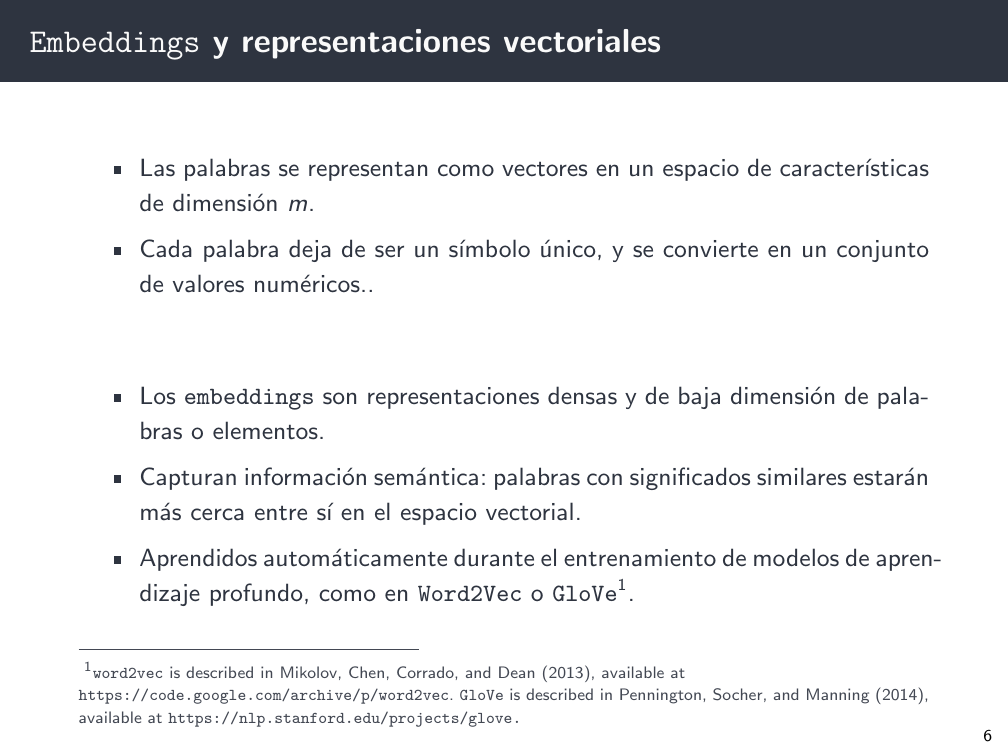 Embeddings y representaciones vectoriales
▪ Las palabras se representan como vectores en un espacio de características
de dimensión m.
▪ Cada palabra deja de ser un símbolo único, y se convierte en un conjunto
de valores numéricos..
▪ Los embeddings son representaciones densas y de baja dimensión de pala-
bras o elementos.
▪ Capturan información semántica: palabras con significados similares estarán
más cerca entre sí en el espacio vectorial.
▪ Aprendidos automáticamente durante el entrenamiento de modelos de apren-
dizaje profundo, como en Word2Vec o GloVe¹.
¹word2vec is described in Mikolov, Chen, Corrado, and Dean (2013), available at
https://code.google.com/archive/p/word2vec. GloVe is described in Pennington, Socher, and Manning (2014),
available at https://nlp.stanford.edu/projects/glove.
6